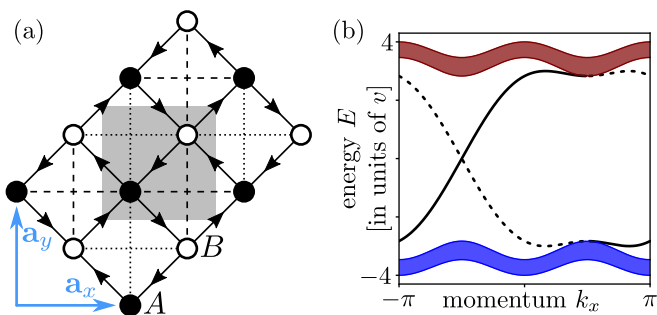 (a)
B
a_y
a_x
A
(b)
energy E
[in units of v]
4
−4
−π
momentum k_x
π